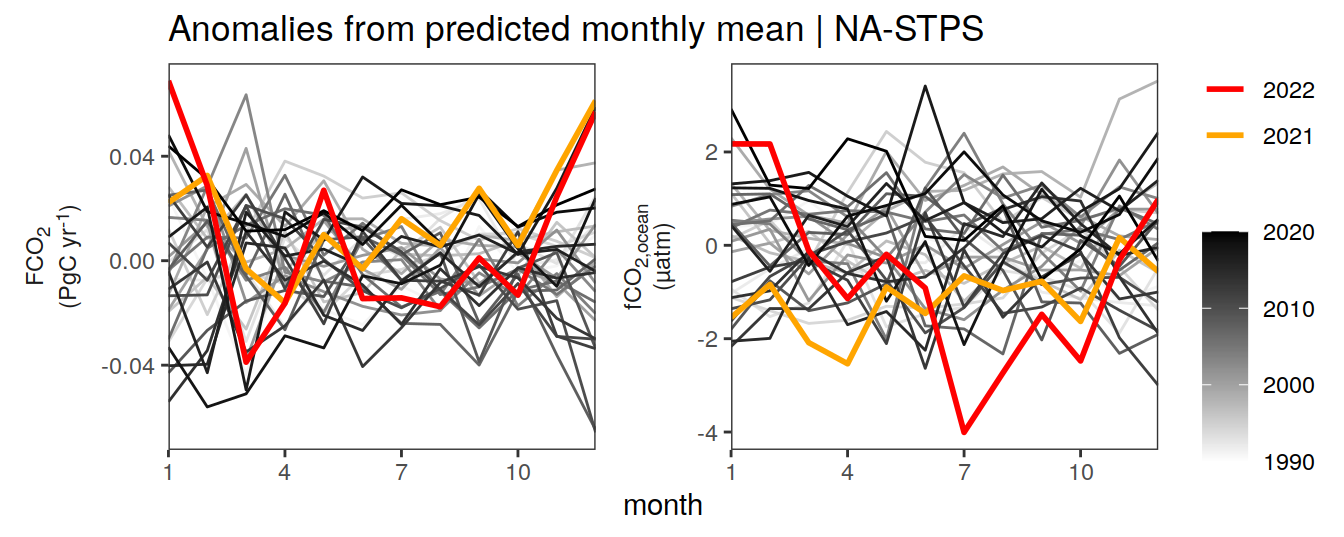 Anomalies from predicted monthly mean | NA-STPS
FCO2
(PgC yr-1)
0.04
0.00
-0.04
1 4 7 10
fCO2,ocean
(µatm)
2
0
-2
-4
1 4 7 10
month
2022
2021
2020
2010
2000
1990